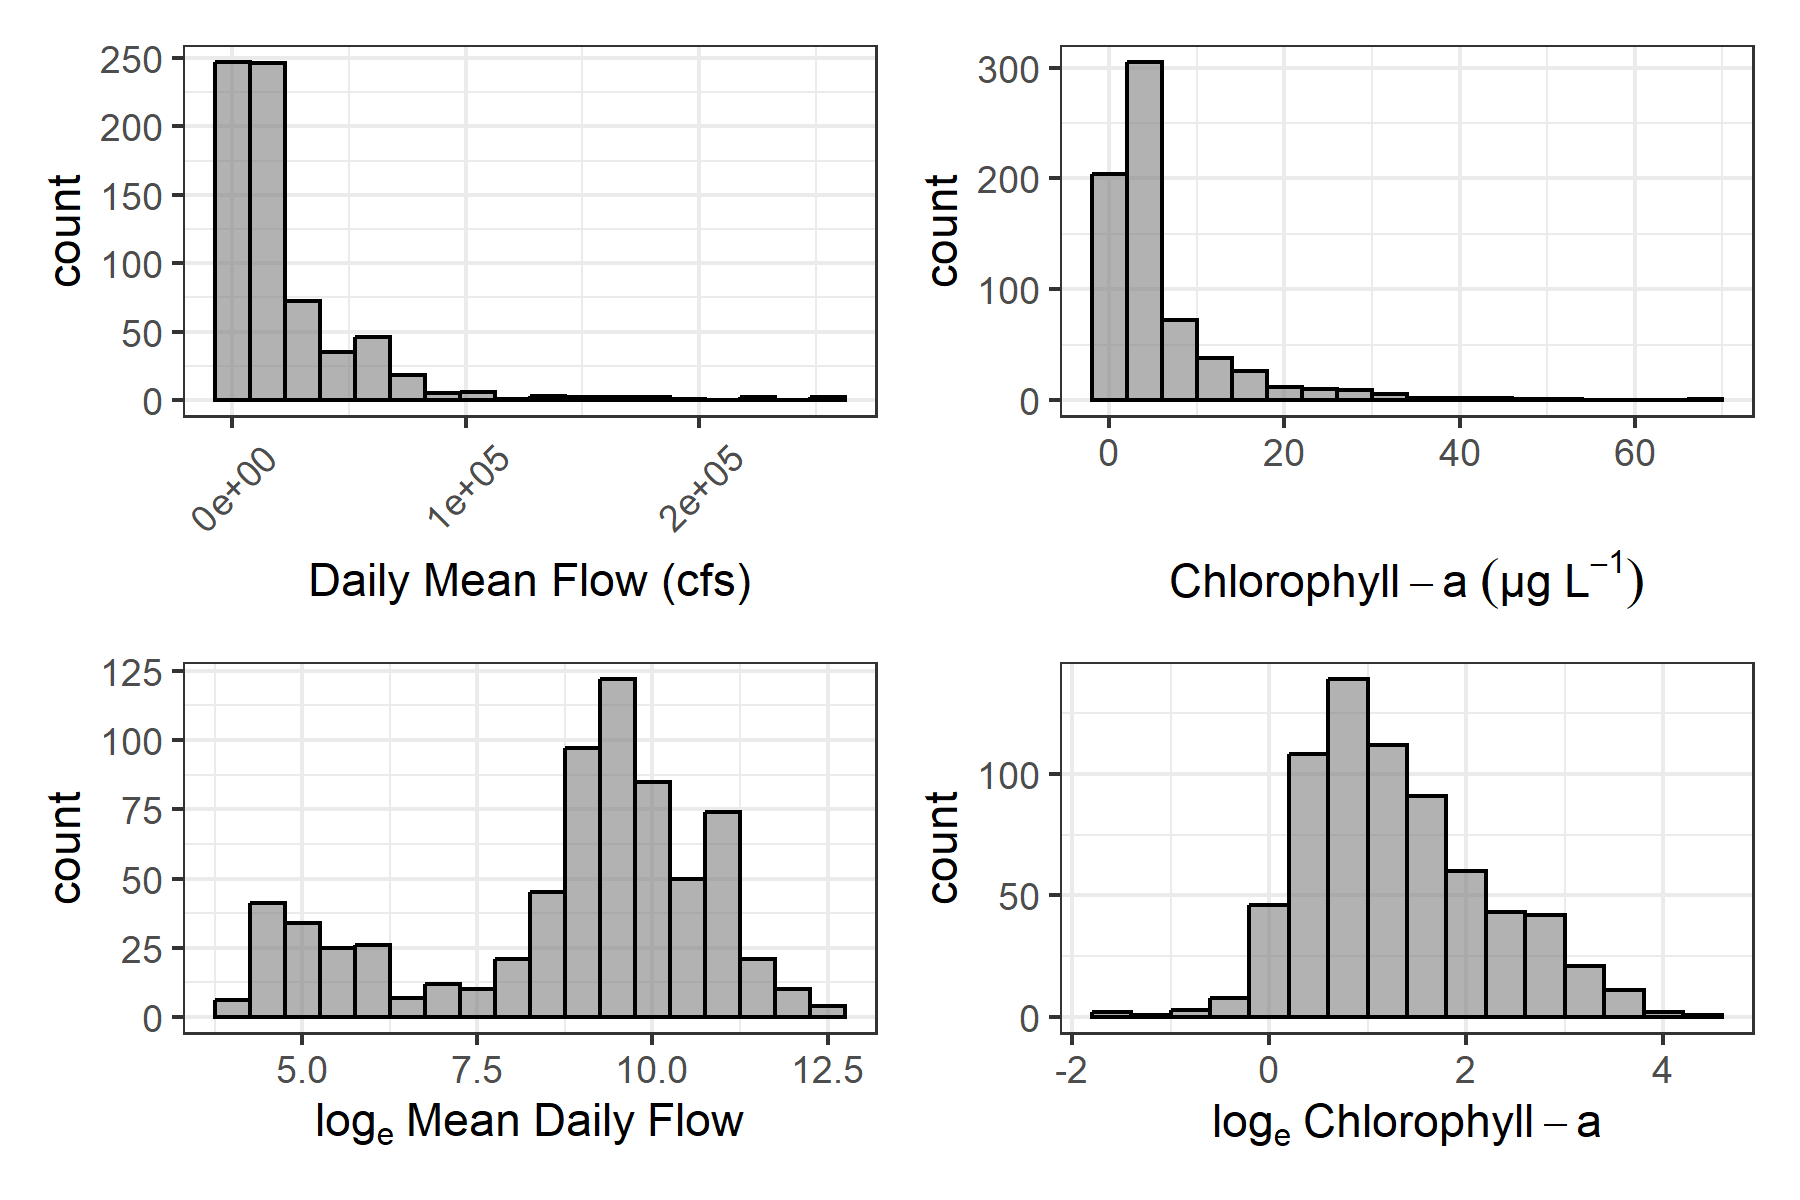 250
200
150
100
50
0
count
0e+00 1e+05 2e+05
Daily Mean Flow (cfs)
300
200
100
0
count
0 20 40 60
Chlorophyll – a (µg L⁻¹)
125
100
75
50
25
0
count
5.0 7.5 10.0 12.5
logₑ Mean Daily Flow
100
50
0
count
-2 0 2 4
logₑ Chlorophyll – a